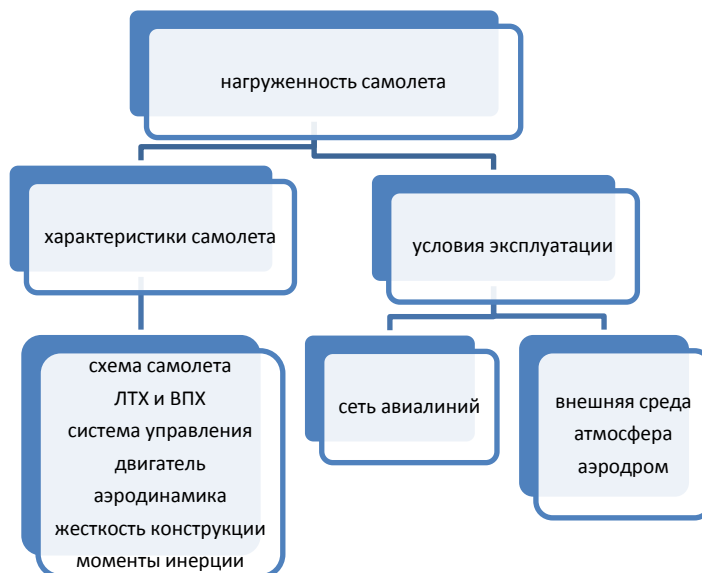 нагруженность самолета
характеристики самолета
условия эксплуатации
схема самолета
ЛТХ и ВПХ
система управления
двигатель
аэродинамика
жесткость конструкции
моменты инерции
сеть авиалиний
внешняя среда
атмосфера
аэродром